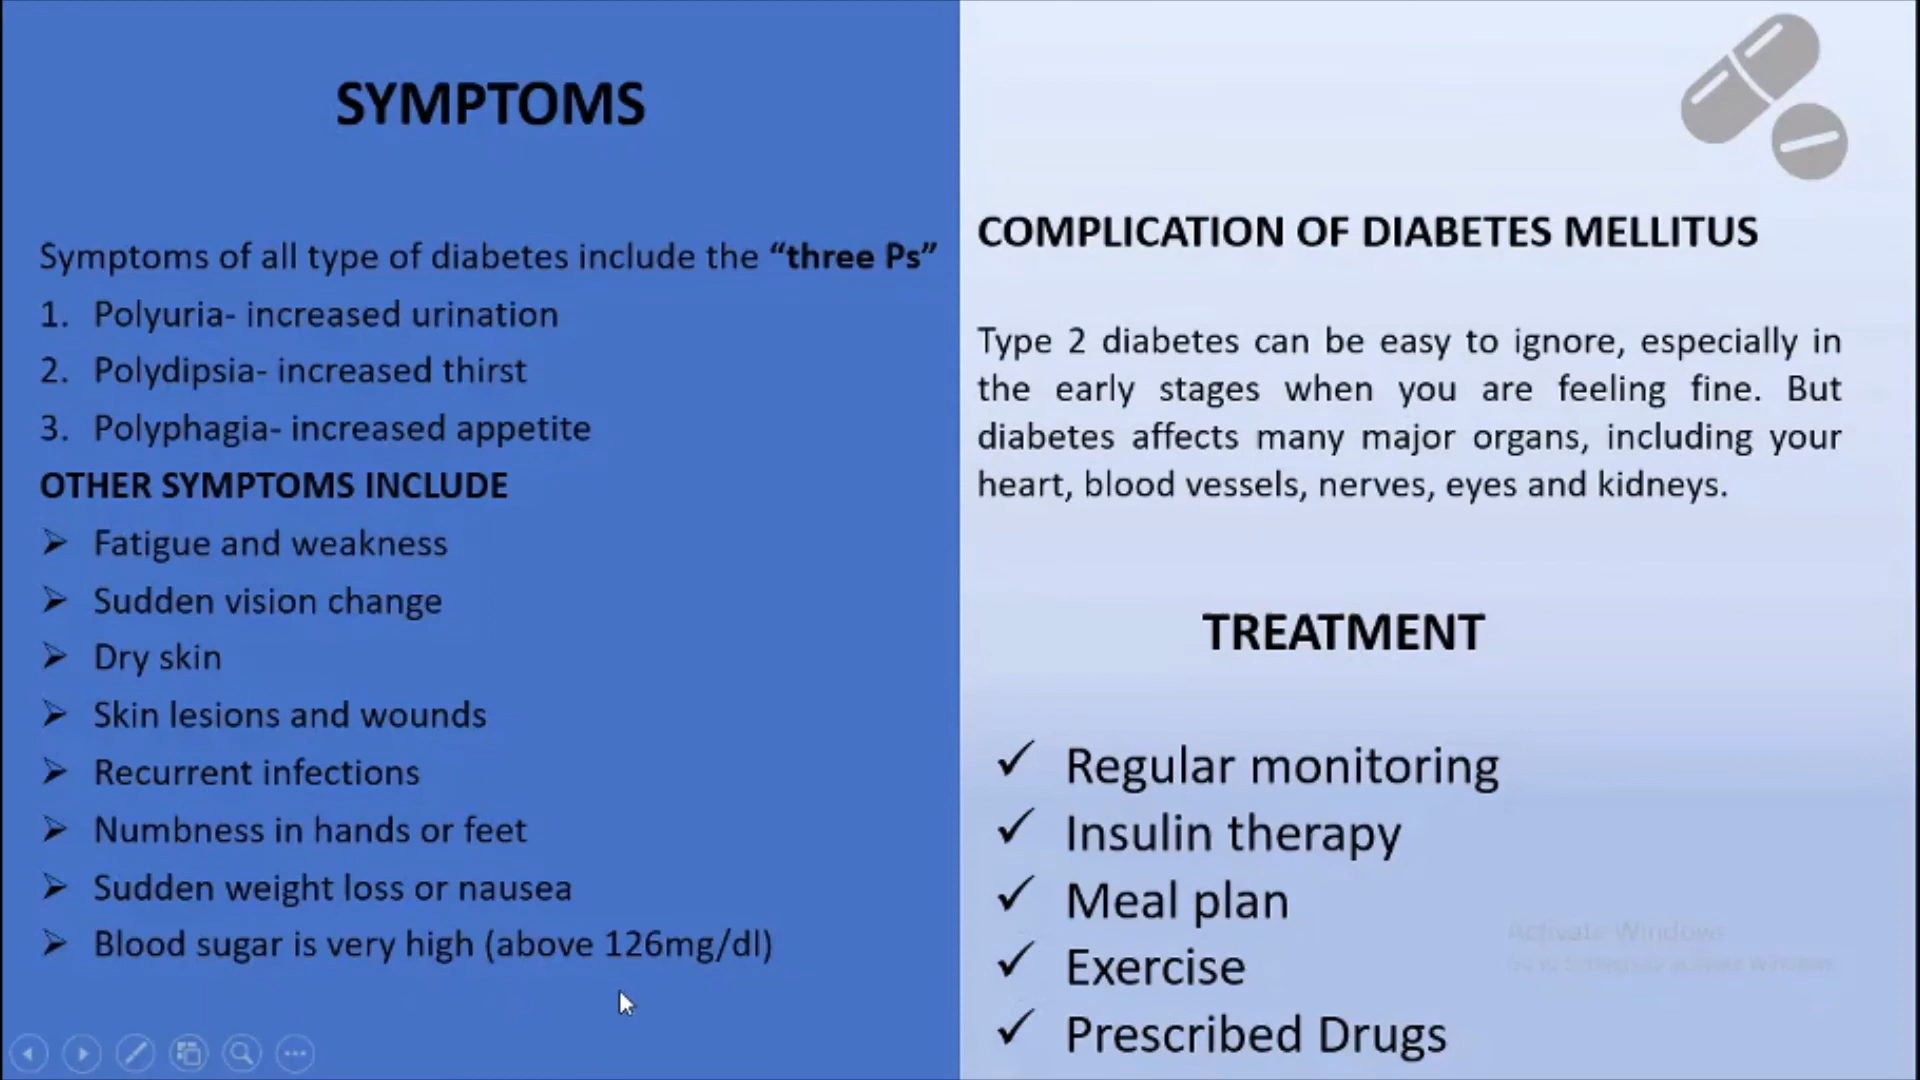 SYMPTOMS
Symptoms of all type of diabetes include the “three Ps”
1. Polyuria- increased urination
2. Polydipsia- increased thirst
3. Polyphagia- increased appetite
OTHER SYMPTOMS INCLUDE
➢ Fatigue and weakness
➢ Sudden vision change
➢ Dry skin
➢ Skin lesions and wounds
➢ Recurrent infections
➢ Numbness in hands or feet
➢ Sudden weight loss or nausea
➢ Blood sugar is very high (above 126mg/dl)
COMPLICATION OF DIABETES MELLITUS
Type 2 diabetes can be easy to ignore, especially in
the early stages when you are feeling fine. But
diabetes affects many major organs, including your
heart, blood vessels, nerves, eyes and kidneys.
TREATMENT
✓ Regular monitoring
✓ Insulin therapy
✓ Meal plan
✓ Exercise
✓ Prescribed Drugs
Activate Windows